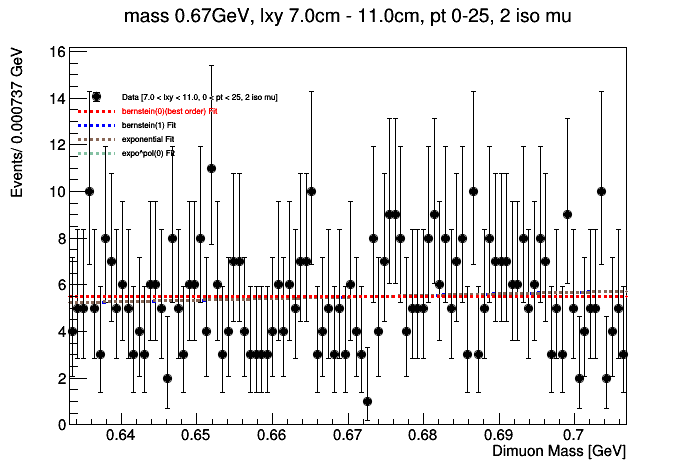 mass 0.67GeV, lxy 7.0cm - 11.0cm, pt 0-25, 2 iso mu
Events/ 0.000737 GeV
16
14
12
10
8
6
4
2
0
Data [7.0 < lxy < 11.0, 0 < pt < 25, 2 iso mu]
bernstein(0)(best order) Fit
bernstein(1) Fit
exponential Fit
expo*pol(0) Fit
0.64 0.65 0.66 0.67 0.68 0.69 0.7
Dimuon Mass [GeV]